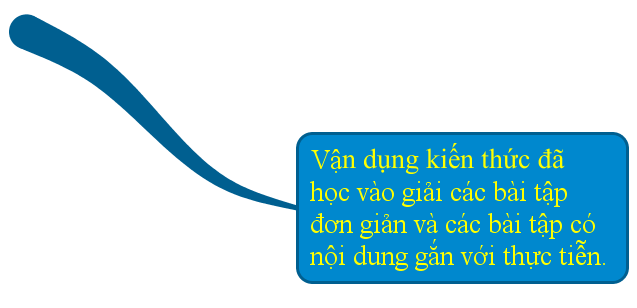 Vận dụng kiến thức đã
học vào giải các bài tập
đơn giản và các bài tập có
nội dung gắn với thực tiễn.